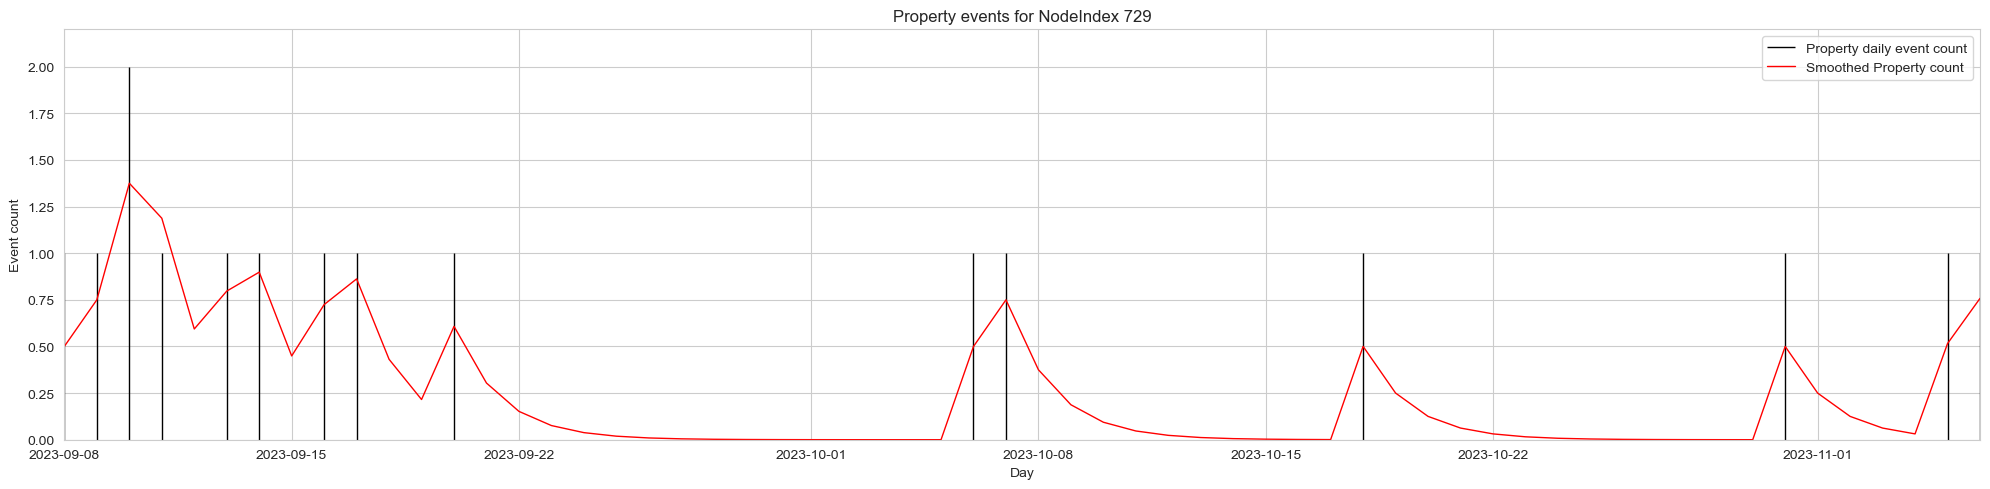 Property events for NodeIndex 729
Property daily event count
Smoothed Property count
2.00
1.75
1.50
1.25
1.00
0.75
0.50
0.25
0.00
Event count
2023-09-08 2023-09-15 2023-09-22 2023-10-01 2023-10-08 2023-10-15 2023-10-22 2023-11-01
Day